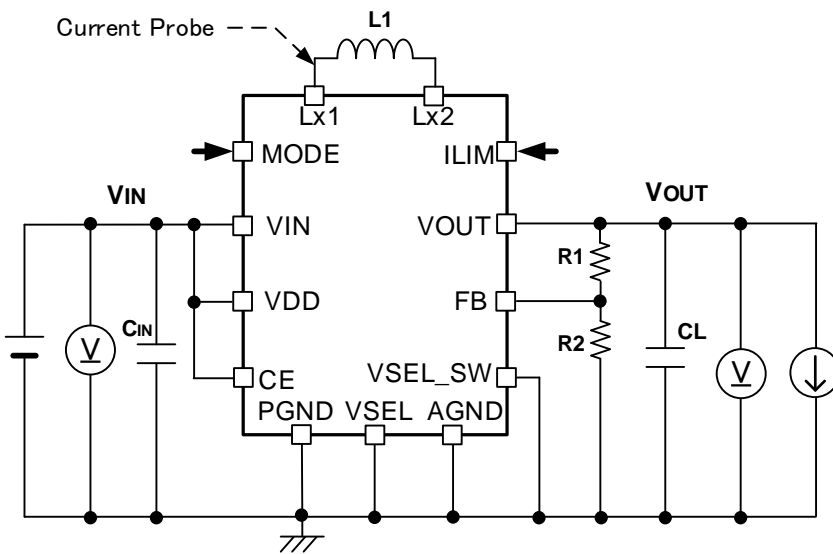 Current Probe
L1
Lx1
Lx2
MODE
ILIM
VIN
VIN
VOUT
VOUT
R1
VDD
FB
CIN
V
R2
CL
V
CE
VSEL_SW
PGND
VSEL
AGND